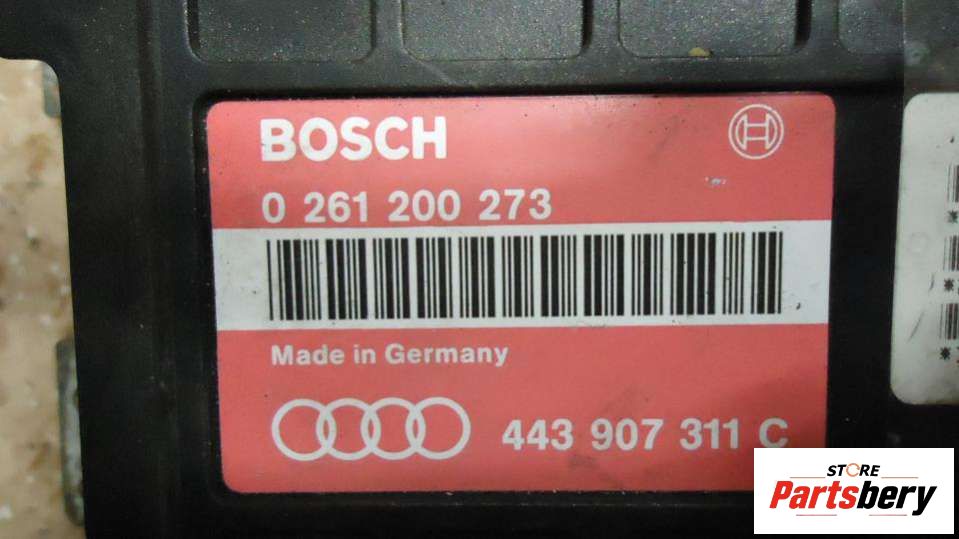 BOSCH
0 261 200 273
Made in Germany
443 907 311 C
STORE
Partsbery